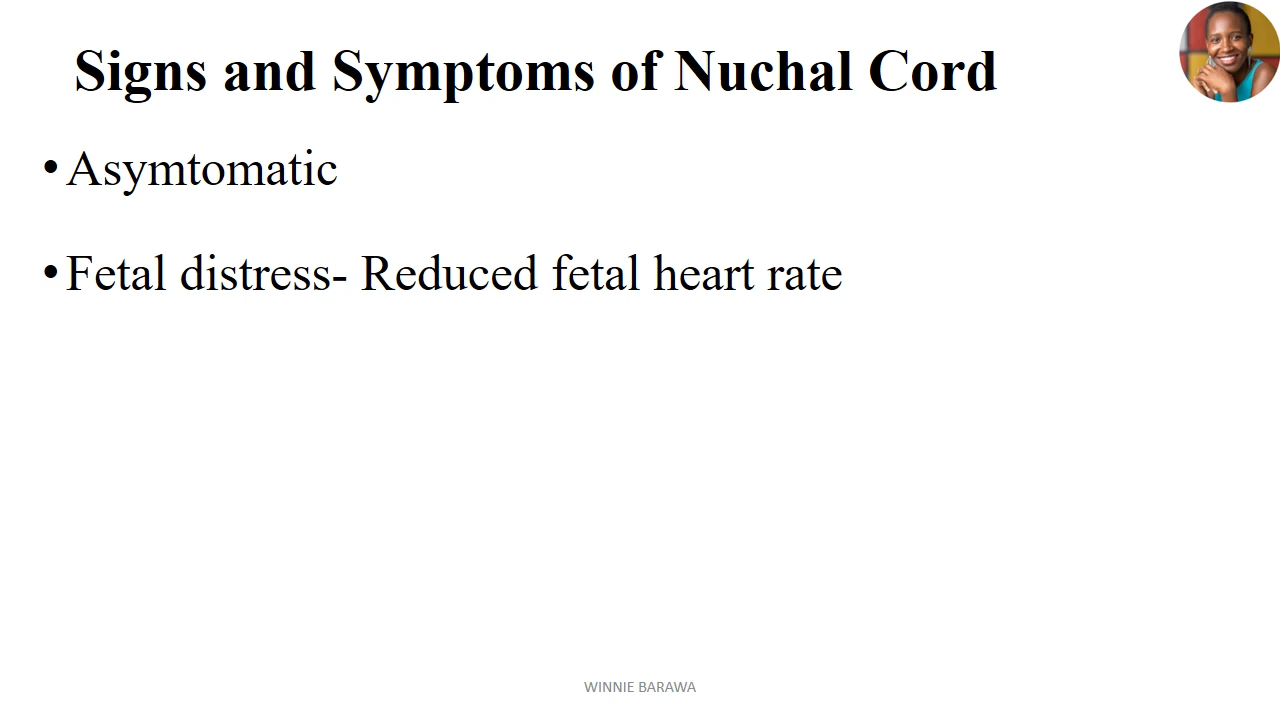 Signs and Symptoms of Nuchal Cord
• Asymtomatic
• Fetal distress- Reduced fetal heart rate
WINNIE BARAWA